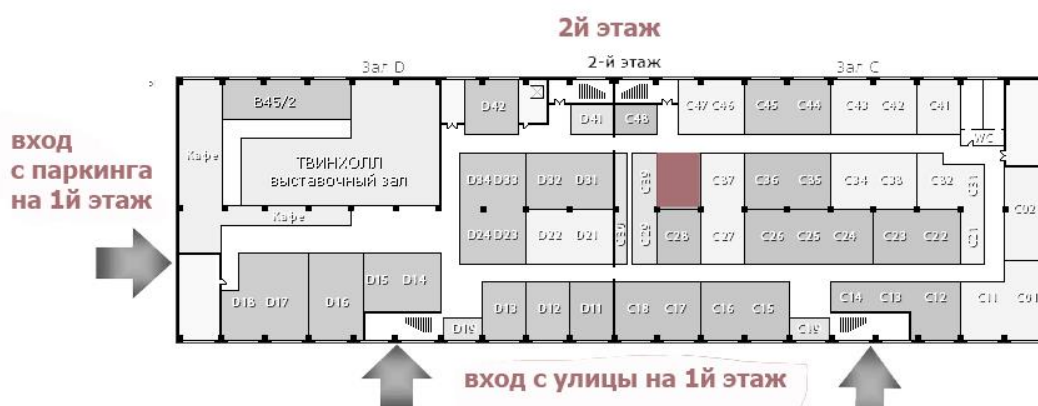 2й этаж
Зал D
2-й этаж
Зал С
B45/2
D42
D41
C48
C47 C46
C45
C44
C43
C42
C41
WC
вход
с паркинга
на 1й этаж
Кафе
ТВИНХОЛЛ
выставочный зал
Кафе
D34 D33
D32
D31
C39
C37
C36
C35
C34
C33
C32
C31
C02
D24 D23
D22
D21
C30
C29
C28
C27
C26
C25
C24
C23
C22
C21
D18
D17
D16
D15
D14
D19
D13
D12
D11
C18
C17
C16
C15
C19
C14
C13
C12
C11
C01
вход с улицы на 1й этаж